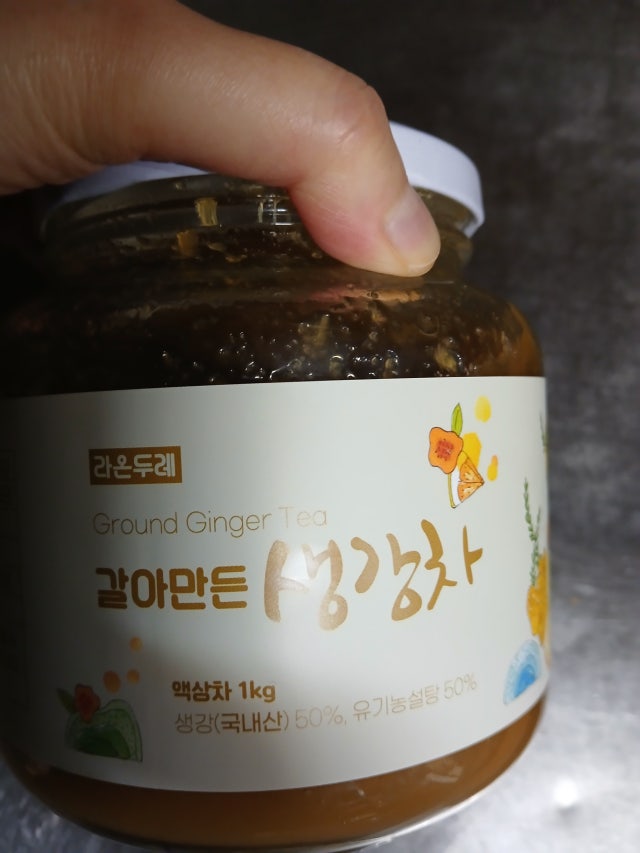 라온두레
Ground Ginger Tea
갈아만든 생강차
액상차 1kg
생강(국내산) 50%, 유기농설탕 50%